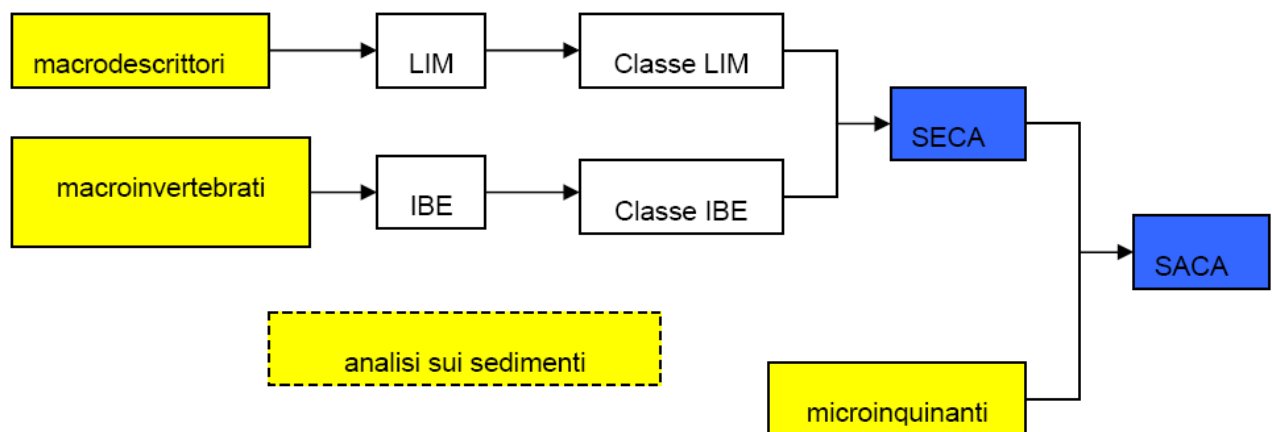 macrodescrittori
LIM
Classe LIM
SECA
macroinvertebrati
IBE
Classe IBE
SACA
analisi sui sedimenti
microinquinanti